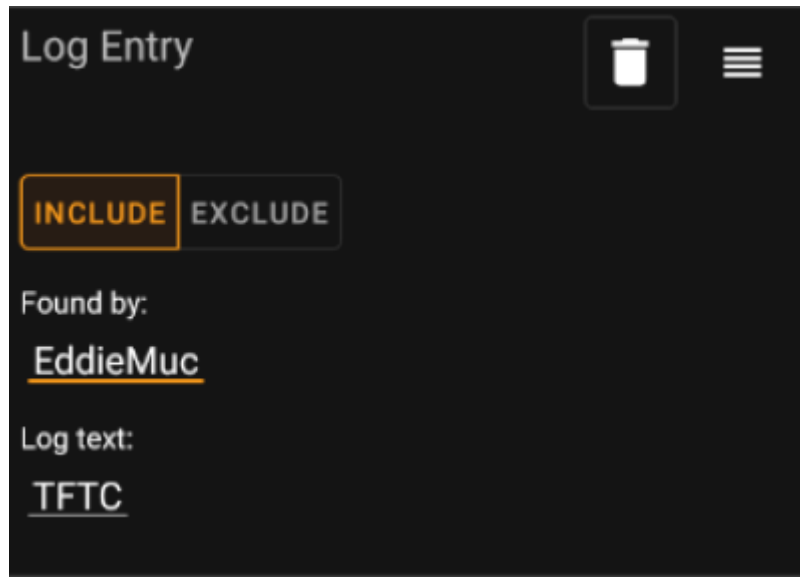 Log Entry
INCLUDE EXCLUDE
Found by:
EddieMuc
Log text:
TFTC